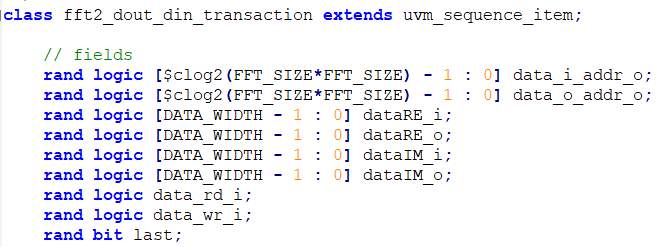 class fft2_dout_din_transaction extends uvm_sequence_item;
// fields
rand logic [$clog2(FFT_SIZE*FFT_SIZE) - 1 : 0] data_i_addr_o;
rand logic [$clog2(FFT_SIZE*FFT_SIZE) - 1 : 0] data_o_addr_o;
rand logic [DATA_WIDTH - 1 : 0] dataRE_i;
rand logic [DATA_WIDTH - 1 : 0] dataRE_o;
rand logic [DATA_WIDTH - 1 : 0] dataIM_i;
rand logic [DATA_WIDTH - 1 : 0] dataIM_o;
rand logic data_rd_i;
rand logic data_wr_i;
rand bit last;